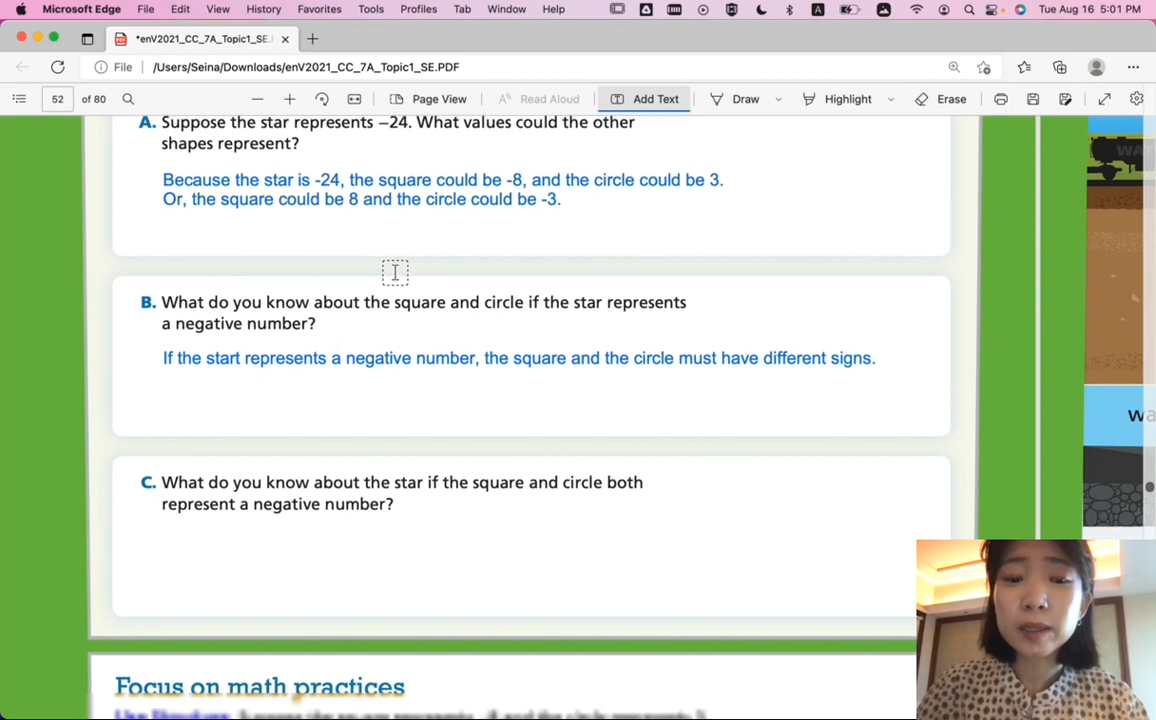 Microsoft Edge File Edit View History Favorites Tools Profiles Tab Window Help A Tue Aug 16 5:01 PM
*enV2021_CC_7A_Topic1_SE.
File /Users/Seina/Downloads/enV2021_CC_7A_Topic1_SE.PDF
52 of 80 Page View Read Aloud Add Text Draw Highlight Erase
A. Suppose the star represents −24. What values could the other
shapes represent?
Because the star is -24, the square could be -8, and the circle could be 3.
Or, the square could be 8 and the circle could be -3.
B. What do you know about the square and circle if the star represents
a negative number?
If the start represents a negative number, the square and the circle must have different signs.
C. What do you know about the star if the square and circle both
represent a negative number?
Focus on math practices